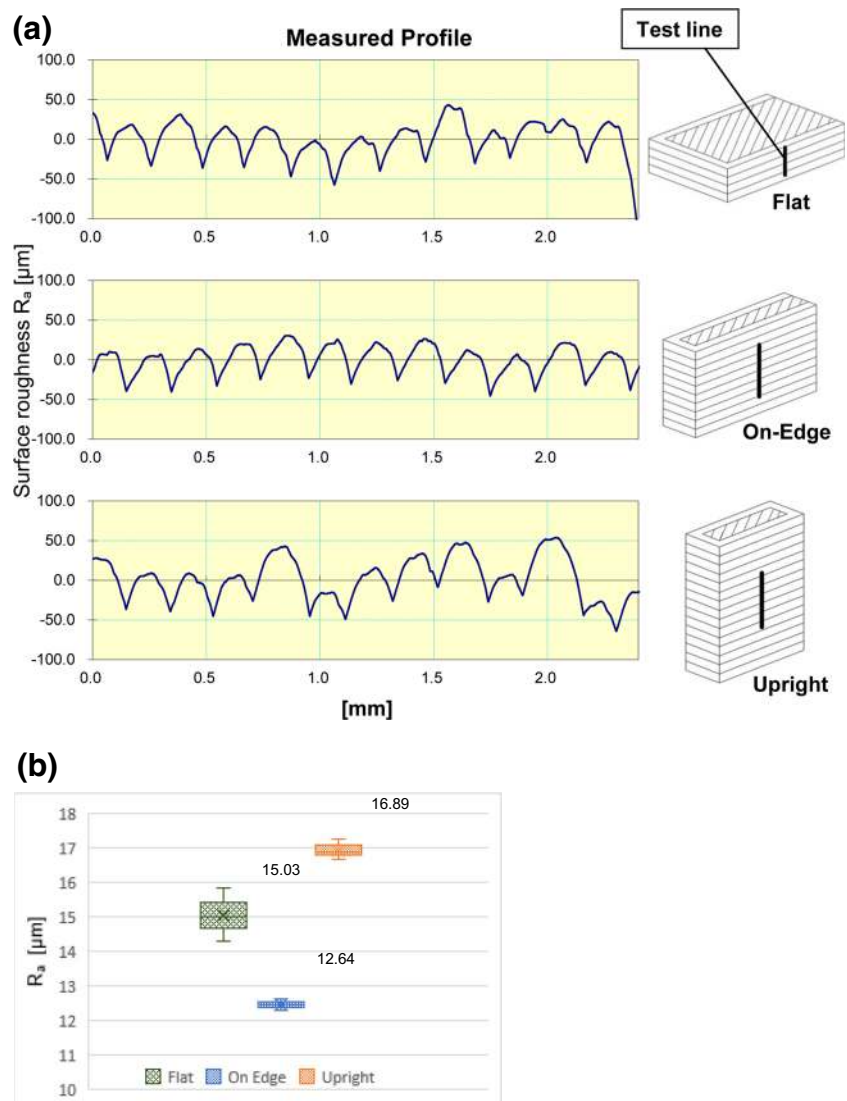 (a)
Measured Profile
Test line
Surface roughness Ra [µm]
100.0
50.0
0.0
-50.0
-100.0
0.0 0.5 1.0 1.5 2.0
Flat
100.0
50.0
0.0
-50.0
-100.0
0.0 0.5 1.0 1.5 2.0
On-Edge
100.0
50.0
0.0
-50.0
-100.0
0.0 0.5 1.0 1.5 2.0
Upright
[mm]
(b)
Ra [µm]
18
17
16
15
14
13
12
11
10
16.89
15.03
12.64
Flat On Edge Upright